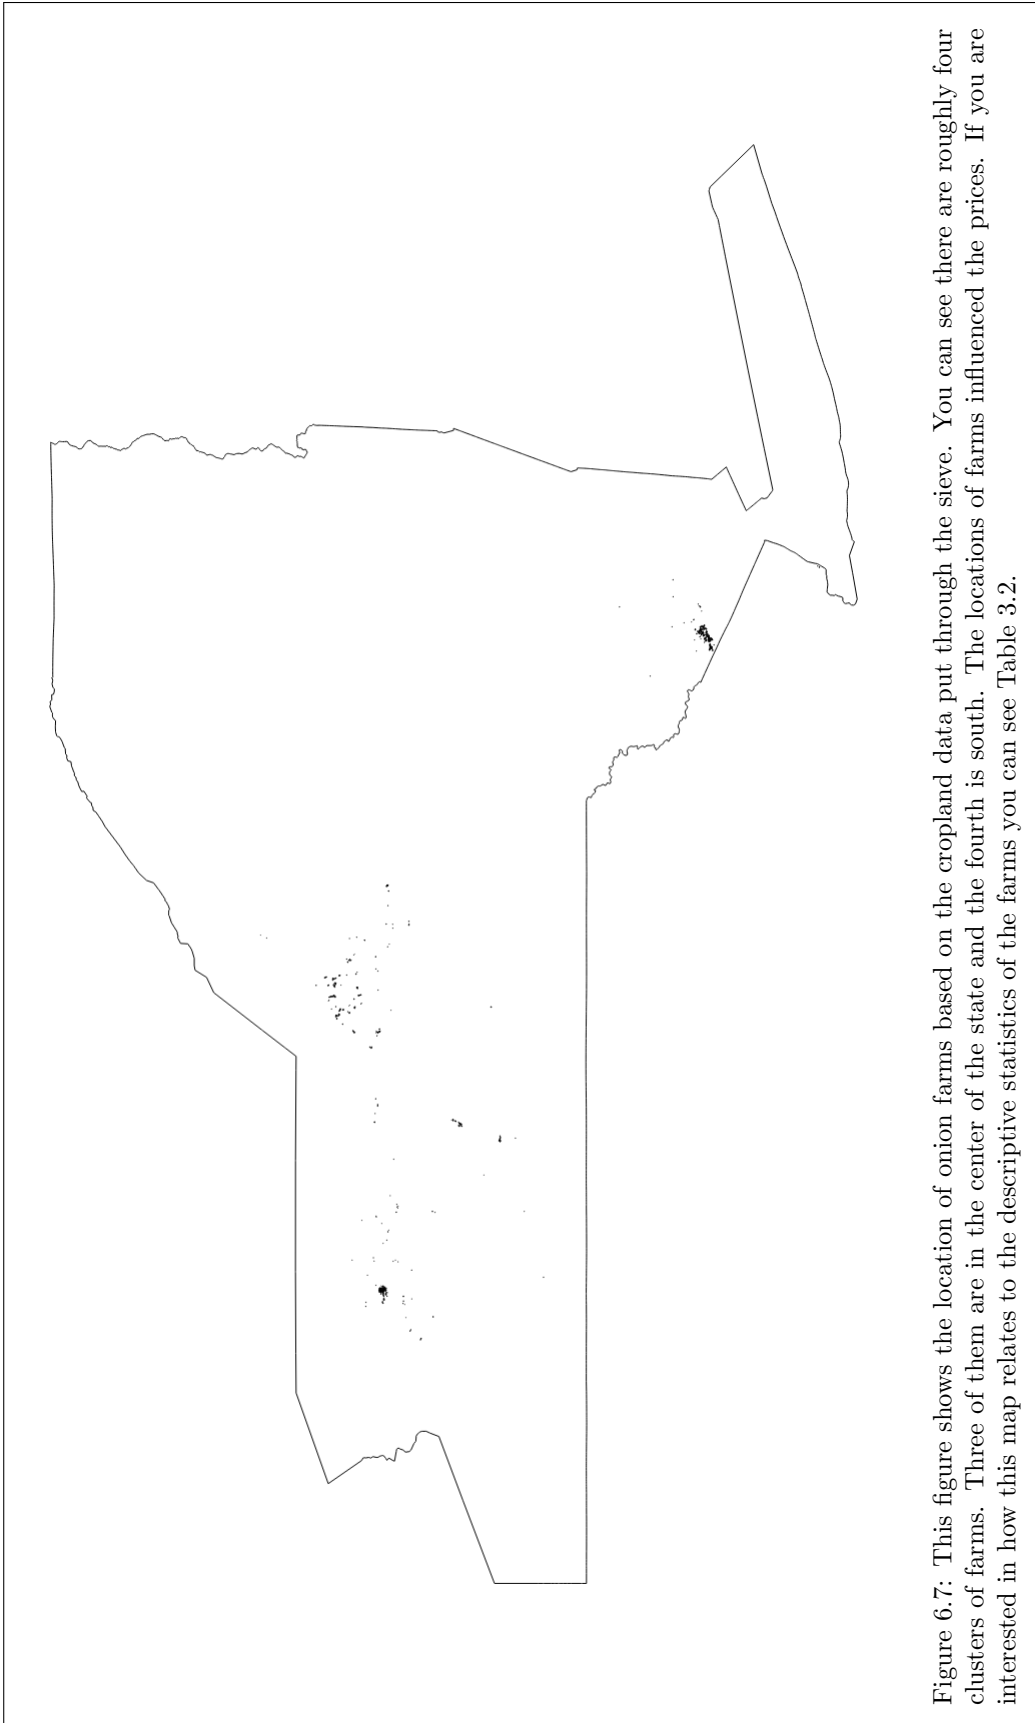 Figure 6.7: This figure shows the location of onion farms based on the cropland data put through the sieve. You can see there are roughly four
clusters of farms. Three of them are in the center of the state and the fourth is south. The locations of farms influenced the prices. If you are
interested in how this map relates to the descriptive statistics of the farms you can see Table 3.2.